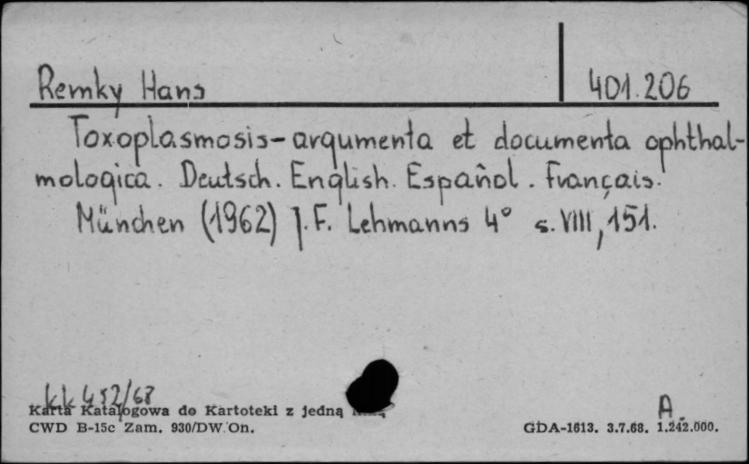 Remky Hans 401.206
Toxoplasmosis-argumenta et documenta ophthal-
mologica. Deutsch. English. Español. Français.
München (1962) J.F. Lehmanns 4° s. VIII, 151.
kk 452/68
Karta Katalogowa do Kartoteki z jedną
A.
CWD B-15c Zam. 930/DW. On. GDA-1613. 3.7.68. 1.242.000.